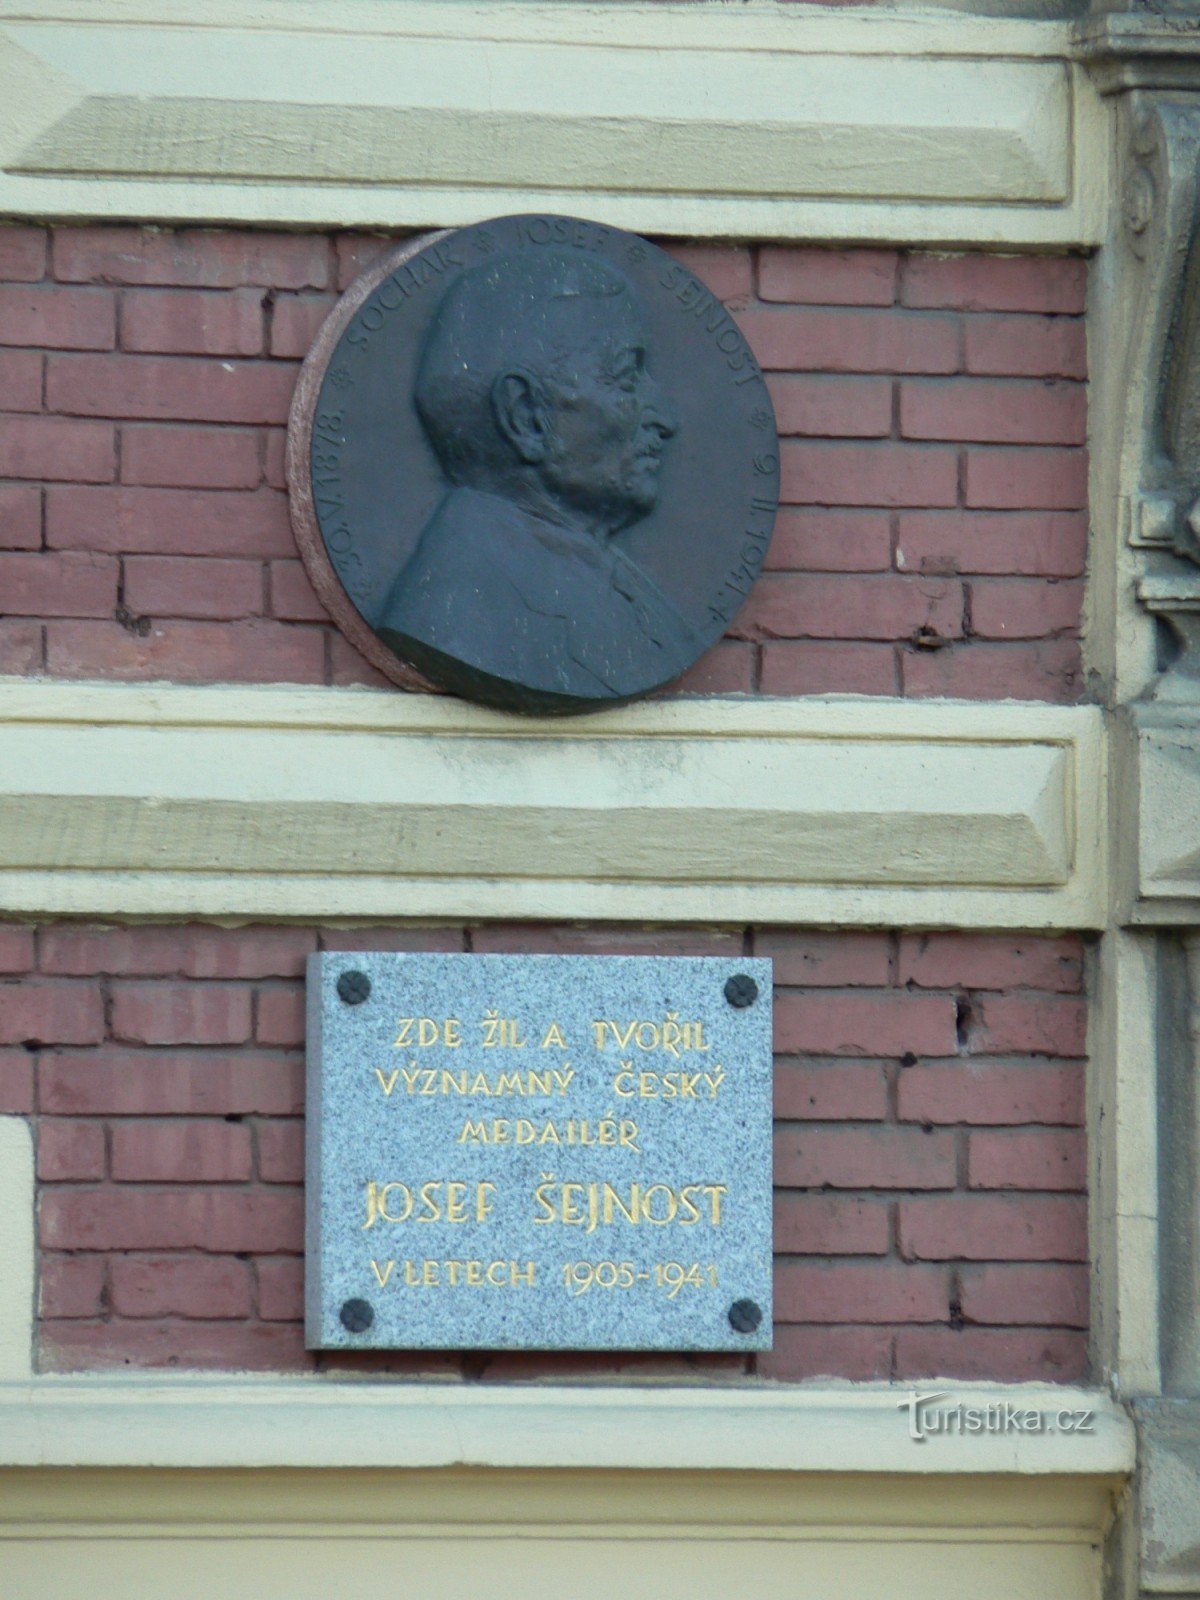 * 30.V.1878. * SOCHAŘ * JOSEF * ŠEJNOST * 9.II.1941. *
ZDE ŽIL A TVOŘIL
VÝZNAMNÝ ČESKÝ
MEDAILÉR
JOSEF ŠEJNOST
V LETECH 1905-1941
Turistika.cz